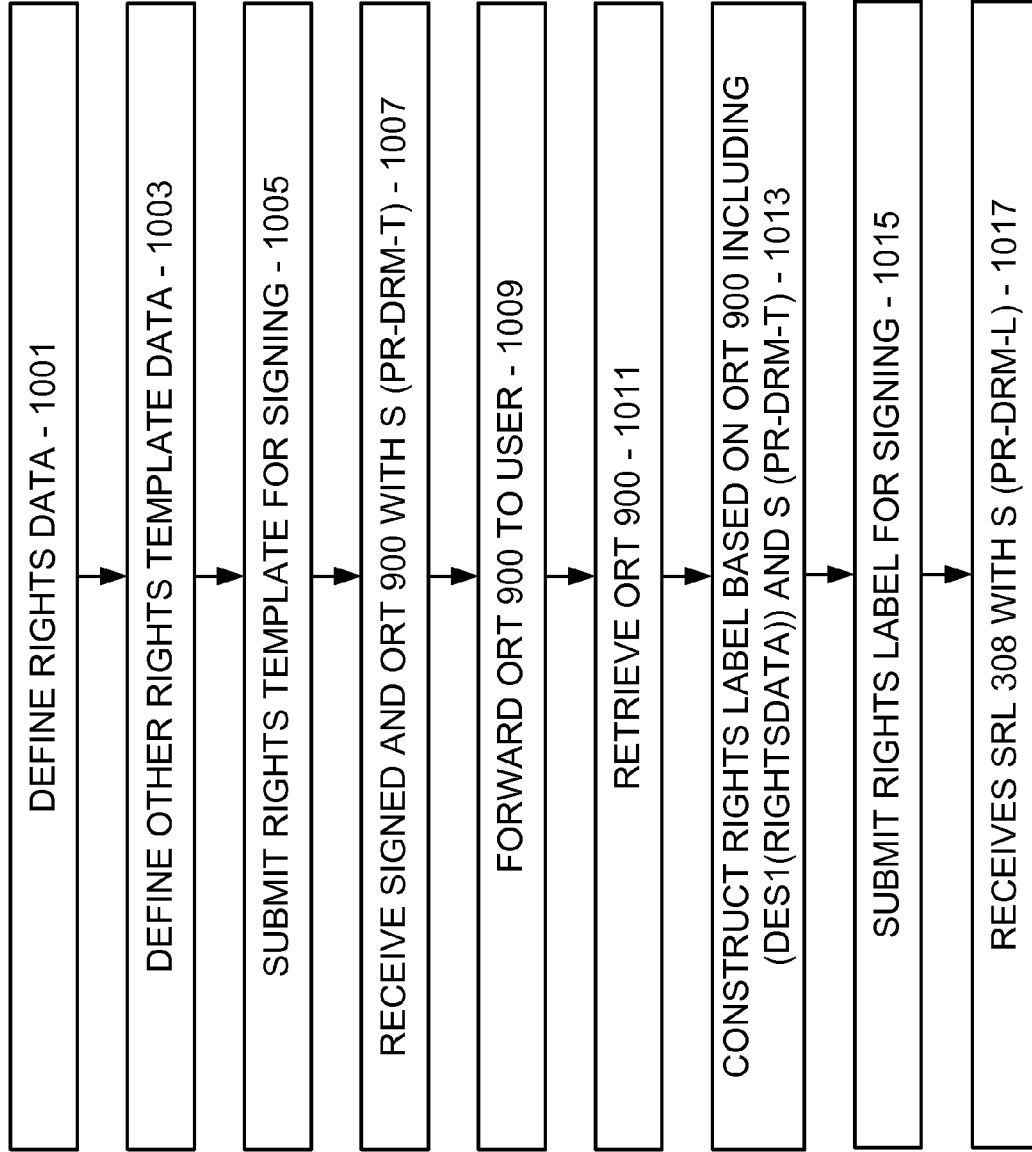 DEFINE RIGHTS DATA - 1001
DEFINE OTHER RIGHTS TEMPLATE DATA - 1003
SUBMIT RIGHTS TEMPLATE FOR SIGNING - 1005
RECEIVE SIGNED AND ORT 900 WITH S (PR-DRM-T) - 1007
FORWARD ORT 900 TO USER - 1009
RETRIEVE ORT 900 - 1011
CONSTRUCT RIGHTS LABEL BASED ON ORT 900 INCLUDING
(DES1(RIGHTSDATA)) AND S (PR-DRM-T) - 1013
SUBMIT RIGHTS LABEL FOR SIGNING - 1015
RECEIVES SRL 308 WITH S (PR-DRM-L) - 1017